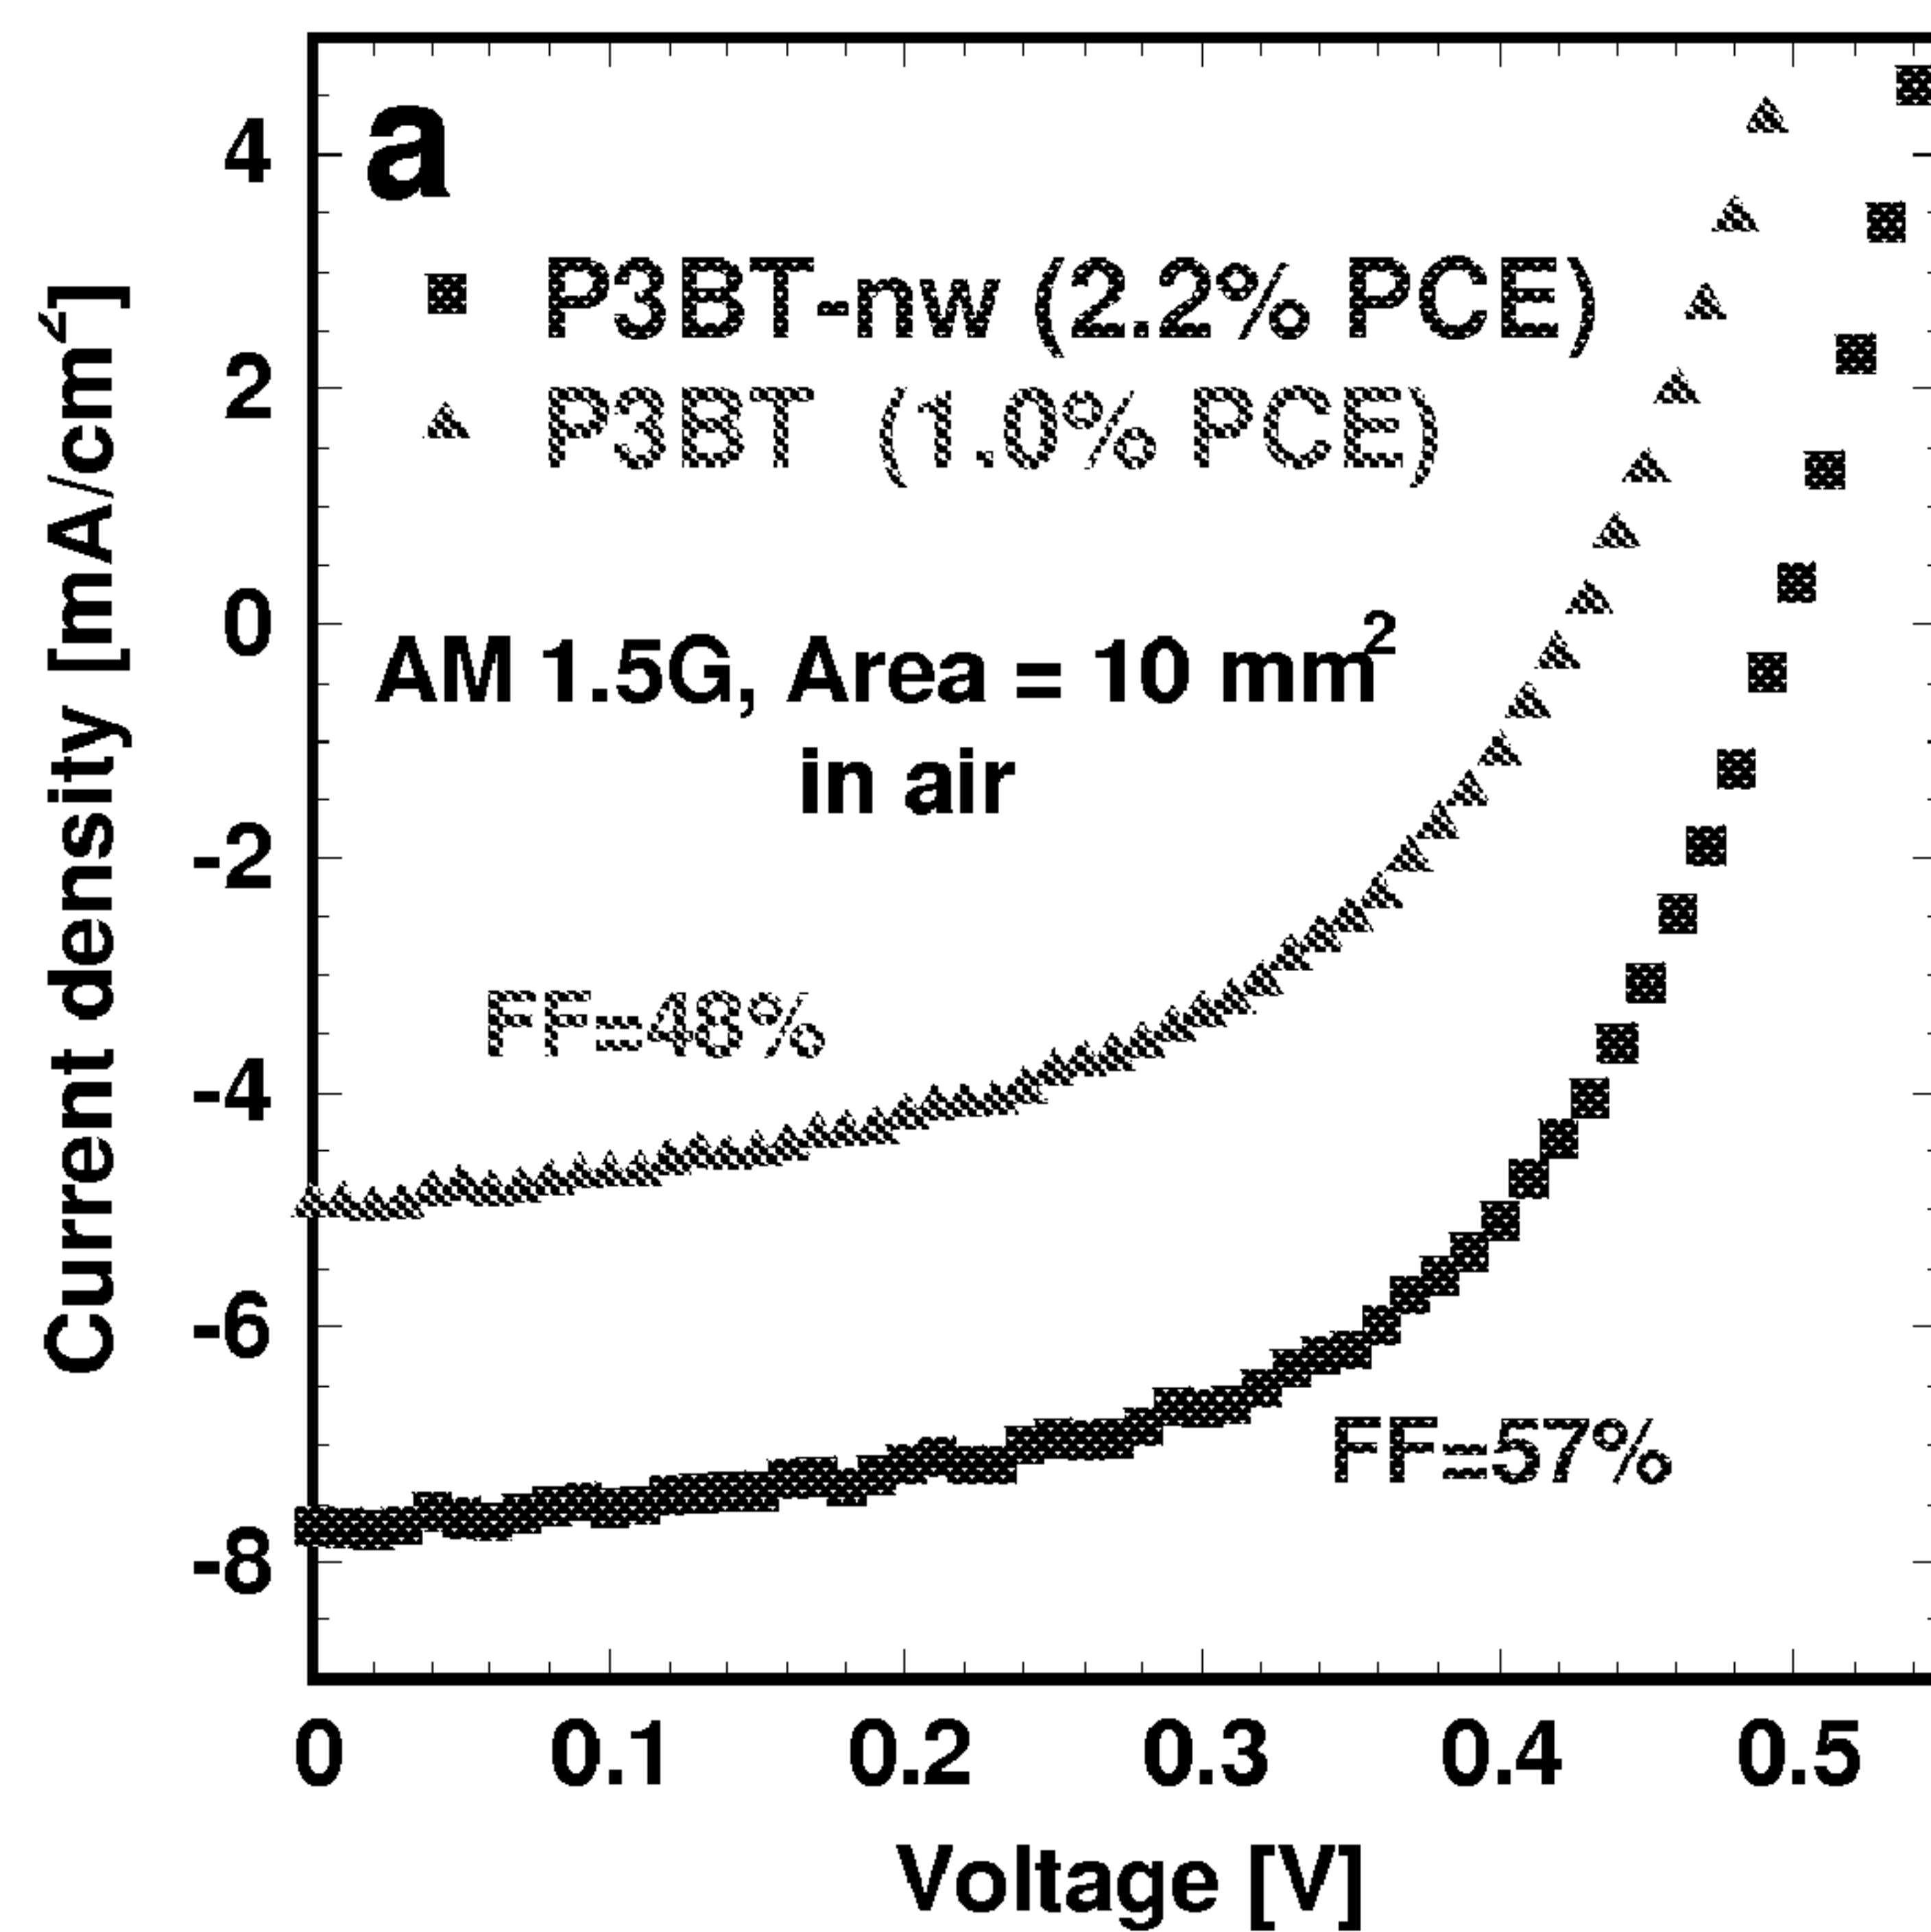 a
4
2
0
-2
-4
-6
-8
Current density [mA/cm²]
P3BT-nw (2.2% PCE)
P3BT (1.0% PCE)
AM 1.5G, Area = 10 mm²
in air
FF=48%
FF=57%
0 0.1 0.2 0.3 0.4 0.5
Voltage [V]